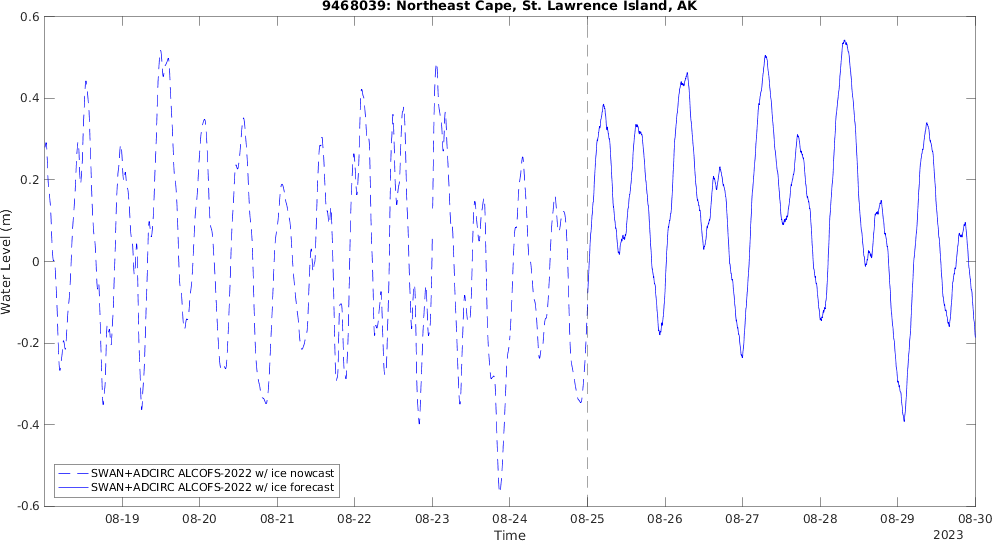 9468039: Northeast Cape, St. Lawrence Island, AK
Water Level (m)
0.6
0.4
0.2
0
-0.2
-0.4
-0.6
SWAN+ADCIRC ALCOFS-2022 w/ ice nowcast
SWAN+ADCIRC ALCOFS-2022 w/ ice forecast
08-19 08-20 08-21 08-22 08-23 08-24 08-25 08-26 08-27 08-28 08-29 08-30
Time
2023